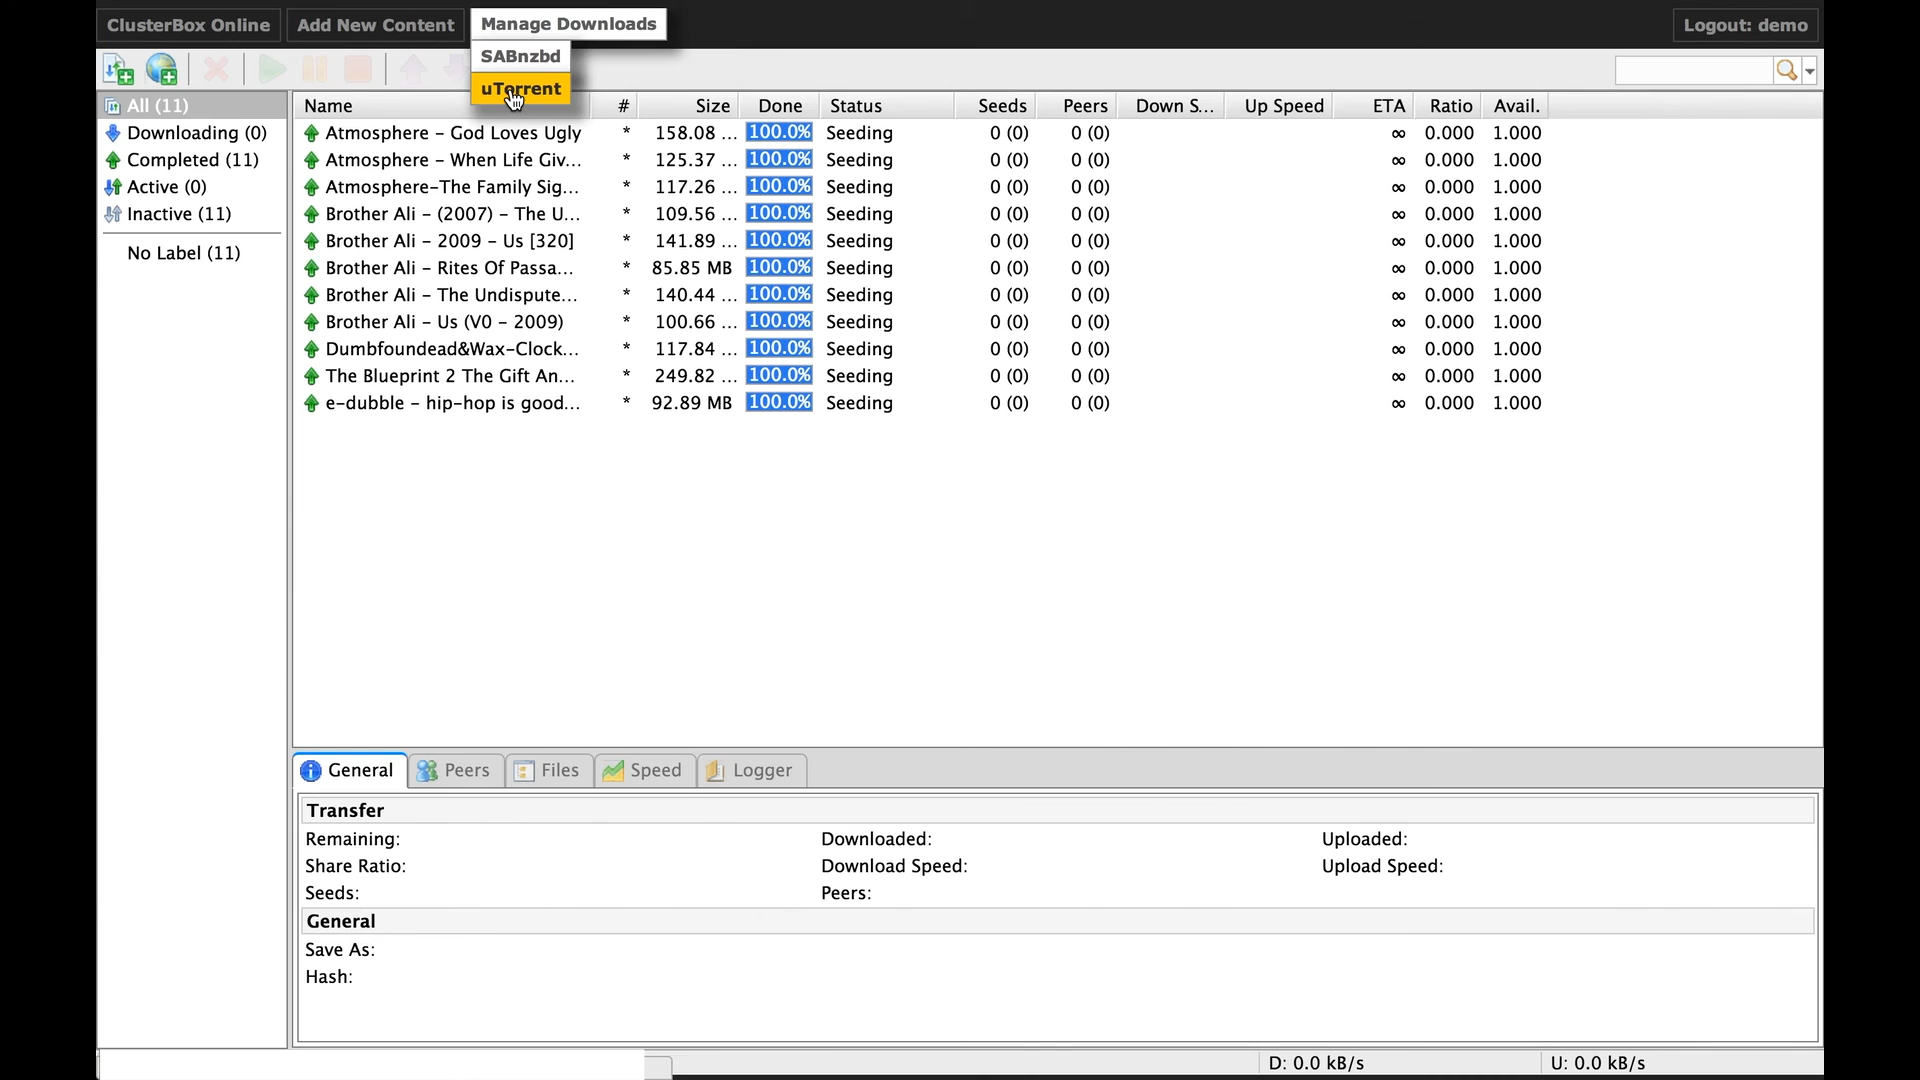 ClusterBox Online Add New Content Manage Downloads Logout: demo
SABnzbd
uTorrent
All (11)
Downloading (0)
Completed (11)
Active (0)
Inactive (11)
No Label (11)
Name # Size Done Status Seeds Peers Down S... Up Speed ETA Ratio Avail.
Atmosphere - God Loves Ugly * 158.08 ... 100.0% Seeding 0 (0) 0 (0) ∞ 0.000 1.000
Atmosphere - When Life Giv... * 125.37 ... 100.0% Seeding 0 (0) 0 (0) ∞ 0.000 1.000
Atmosphere-The Family Sig... * 117.26 ... 100.0% Seeding 0 (0) 0 (0) ∞ 0.000 1.000
Brother Ali - (2007) - The U... * 109.56 ... 100.0% Seeding 0 (0) 0 (0) ∞ 0.000 1.000
Brother Ali - 2009 - Us [320] * 141.89 ... 100.0% Seeding 0 (0) 0 (0) ∞ 0.000 1.000
Brother Ali - Rites Of Passa... * 85.85 MB 100.0% Seeding 0 (0) 0 (0) ∞ 0.000 1.000
Brother Ali - The Undispute... * 140.44 ... 100.0% Seeding 0 (0) 0 (0) ∞ 0.000 1.000
Brother Ali - Us (V0 - 2009) * 100.66 ... 100.0% Seeding 0 (0) 0 (0) ∞ 0.000 1.000
Dumbfoundead&Wax-Clock... * 117.84 ... 100.0% Seeding 0 (0) 0 (0) ∞ 0.000 1.000
The Blueprint 2 The Gift An... * 249.82 ... 100.0% Seeding 0 (0) 0 (0) ∞ 0.000 1.000
e-dubble - hip-hop is good... * 92.89 MB 100.0% Seeding 0 (0) 0 (0) ∞ 0.000 1.000
General Peers Files Speed Logger
Transfer
Remaining: Downloaded: Uploaded:
Share Ratio: Download Speed: Upload Speed:
Seeds: Peers:
General
Save As:
Hash:
D: 0.0 kB/s U: 0.0 kB/s